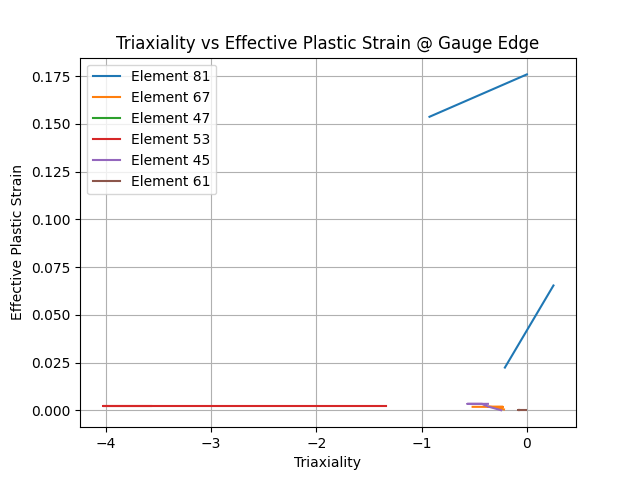 Triaxiality vs Effective Plastic Strain @ Gauge Edge
Element 81
Element 67
Element 47
Element 53
Element 45
Element 61
Effective Plastic Strain
0.175
0.150
0.125
0.100
0.075
0.050
0.025
0.000
−4
−3
−2
−1
0
Triaxiality